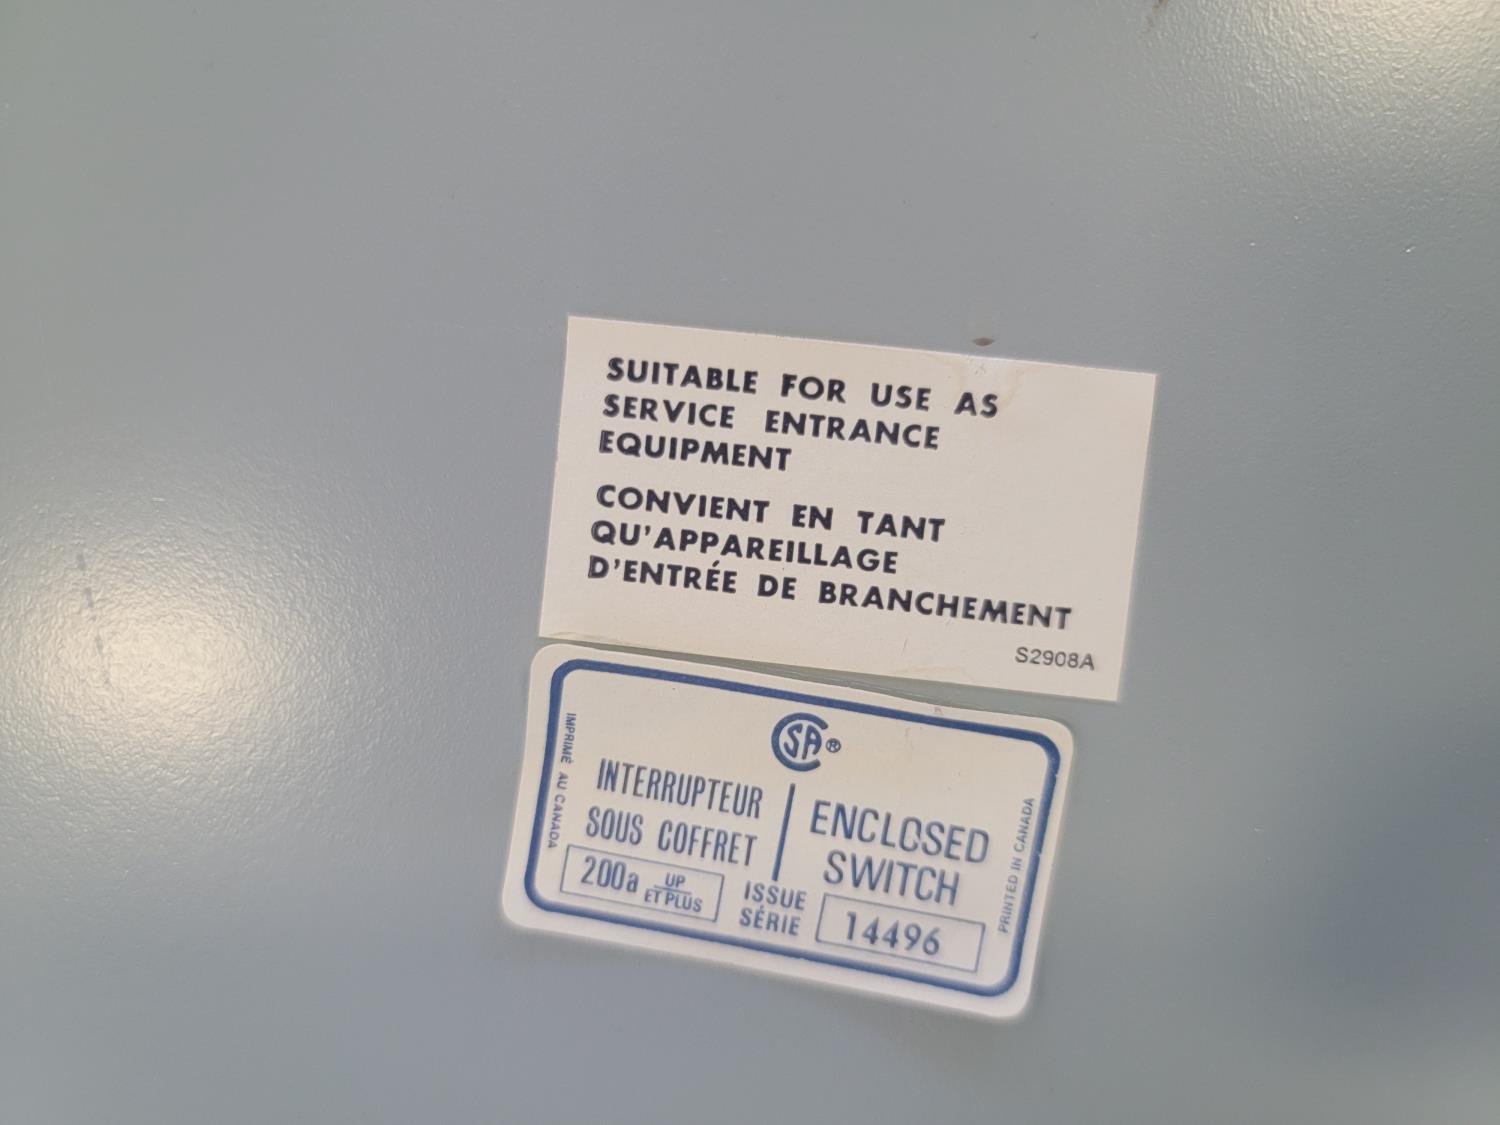 SUITABLE FOR USE AS
SERVICE ENTRANCE
EQUIPMENT
CONVIENT EN TANT
QU'APPAREILLAGE
D'ENTRÉE DE BRANCHEMENT
S2908A
CSA®
IMPRIMÉ AU CANADA
INTERRUPTEUR
SOUS COFFRET
200a UP
ET PLUS
ENCLOSED
SWITCH
ISSUE
SÉRIE
14496
PRINTED IN CANADA